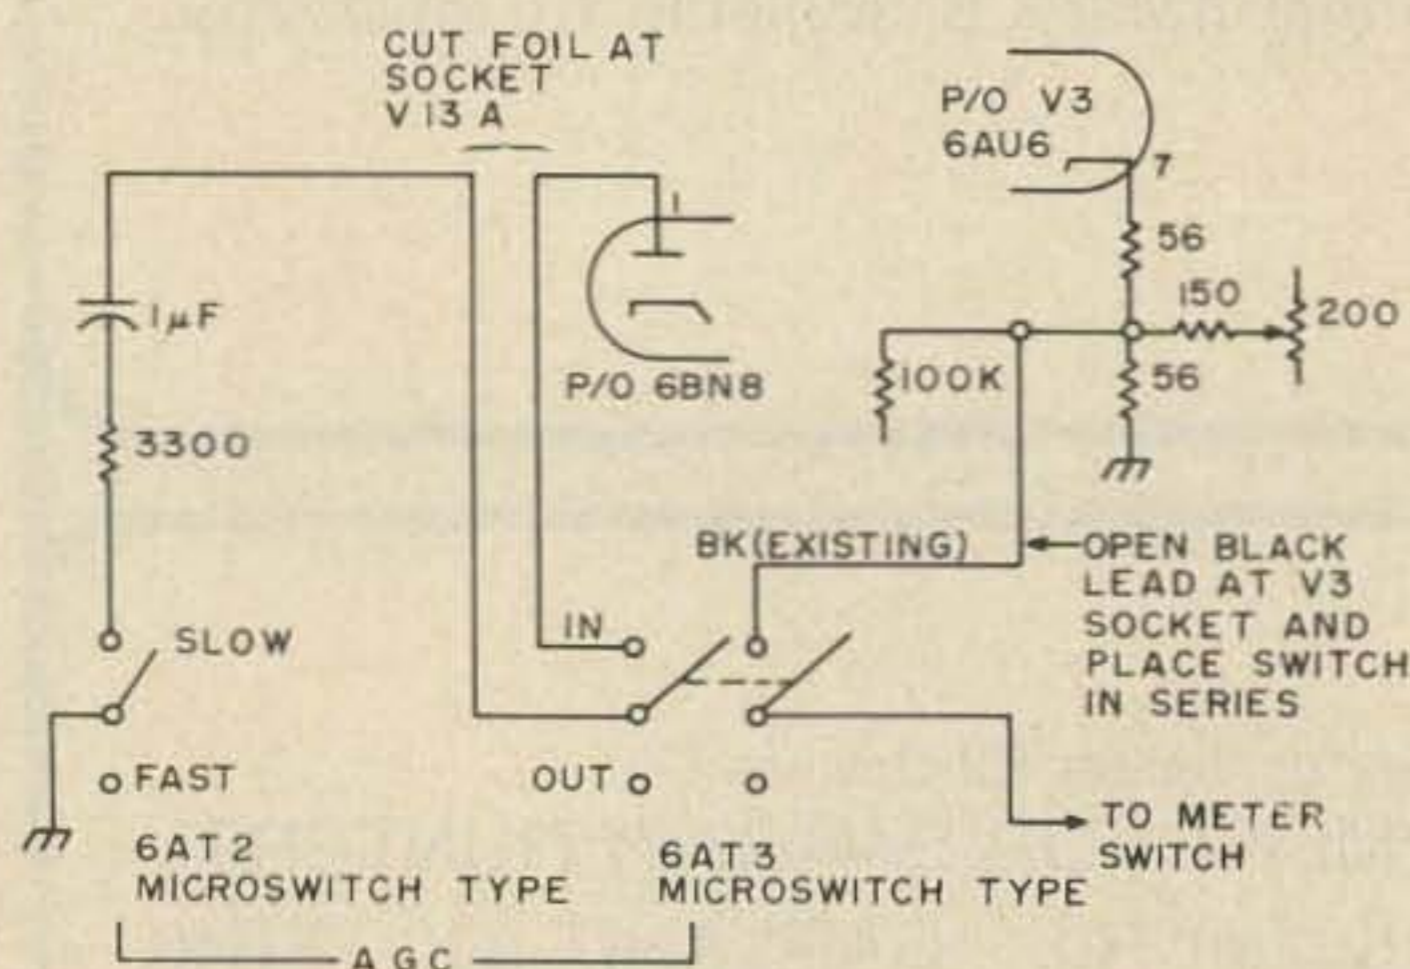 CUT FOIL AT
SOCKET
V13A
P/O V3
6AU6
7
1
56
150
200
1µF
P/O 6BN8
100K
56
3300
BK(EXISTING)
OPEN BLACK
LEAD AT V3
SOCKET AND
PLACE SWITCH
IN SERIES
SLOW
IN
FAST
OUT
TO METER
SWITCH
6AT2
MICROSWITCH TYPE
6AT3
MICROSWITCH TYPE
AGC